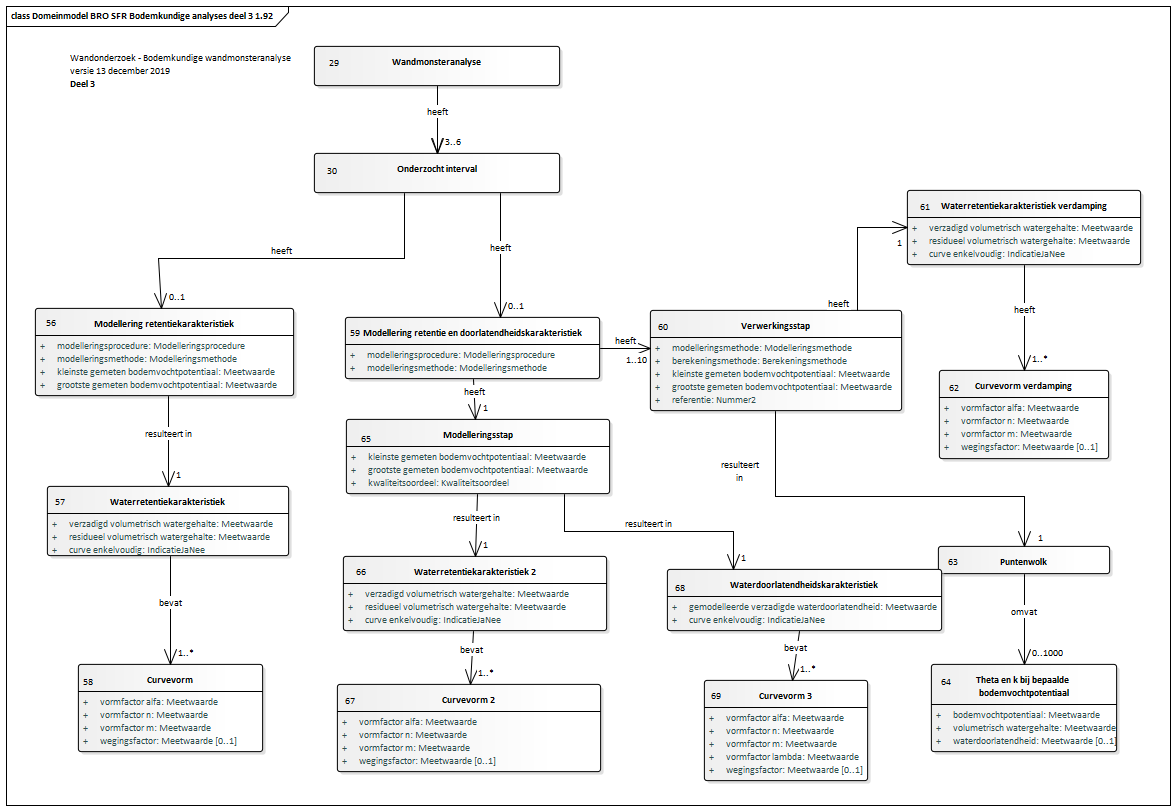 class Domeinmodel BRO SFR Bodemkundige analyses deel 3 1.92
Wandonderzoek - Bodemkundige wandmonsteranalyse
versie 13 december 2019
Deel 3
29 Wandmonsteranalyse
heeft
3..6
30 Onderzocht interval
heeft
0..1
heeft
0..1
56 Modellering retentiekarakteristiek
+ modelleringsprocedure: Modelleringsprocedure
+ modelleringsmethode: Modelleringsmethode
+ kleinste gemeten bodemvochtpotentiaal: Meetwaarde
+ grootste gemeten bodemvochtpotentiaal: Meetwaarde
resulteert in
1
57 Waterretentiekarakteristiek
+ verzadigd volumetrisch watergehalte: Meetwaarde
+ residueel volumetrisch watergehalte: Meetwaarde
+ curve enkelvoudig: IndicatieJaNee
bevat
1..*
58 Curvevorm
+ vormfactor alfa: Meetwaarde
+ vormfactor n: Meetwaarde
+ vormfactor m: Meetwaarde
+ wegingsfactor: Meetwaarde [0..1]
59 Modellering retentie en doorlatendheidskarakteristiek
+ modelleringsprocedure: Modelleringsprocedure
+ modelleringsmethode: Modelleringsmethode
heeft
1..10
heeft
1
60 Verwerkingsstap
+ modelleringsmethode: Modelleringsmethode
+ berekeningsmethode: Berekeningsmethode
+ kleinste gemeten bodemvochtpotentiaal: Meetwaarde
+ grootste gemeten bodemvochtpotentiaal: Meetwaarde
+ referentie: Nummer2
heeft
1
61 Waterretentiekarakteristiek verdamping
+ verzadigd volumetrisch watergehalte: Meetwaarde
+ residueel volumetrisch watergehalte: Meetwaarde
+ curve enkelvoudig: IndicatieJaNee
heeft
1..*
62 Curvevorm verdamping
+ vormfactor alfa: Meetwaarde
+ vormfactor n: Meetwaarde
+ vormfactor m: Meetwaarde
+ wegingsfactor: Meetwaarde [0..1]
65 Modelleringsstap
+ kleinste gemeten bodemvochtpotentiaal: Meetwaarde
+ grootste gemeten bodemvochtpotentiaal: Meetwaarde
+ kwaliteitsoordeel: Kwaliteitsoordeel
resulteert in
1
resulteert in
1
resulteert
in
1
66 Waterretentiekarakteristiek 2
+ verzadigd volumetrisch watergehalte: Meetwaarde
+ residueel volumetrisch watergehalte: Meetwaarde
+ curve enkelvoudig: IndicatieJaNee
bevat
1..*
67 Curvevorm 2
+ vormfactor alfa: Meetwaarde
+ vormfactor n: Meetwaarde
+ vormfactor m: Meetwaarde
+ wegingsfactor: Meetwaarde [0..1]
68 Waterdoorlatendheidskarakteristiek
+ gemodelleerde verzadigde waterdoorlatendheid: Meetwaarde
+ curve enkelvoudig: IndicatieJaNee
bevat
1..*
69 Curvevorm 3
+ vormfactor alfa: Meetwaarde
+ vormfactor n: Meetwaarde
+ vormfactor m: Meetwaarde
+ vormfactor lambda: Meetwaarde
+ wegingsfactor: Meetwaarde [0..1]
63 Puntenwolk
omvat
0..1000
64 Theta en k bij bepaalde
bodemvochtpotentiaal
+ bodemvochtpotentiaal: Meetwaarde
+ volumetrisch watergehalte: Meetwaarde
+ waterdoorlatendheid: Meetwaarde [0..1]